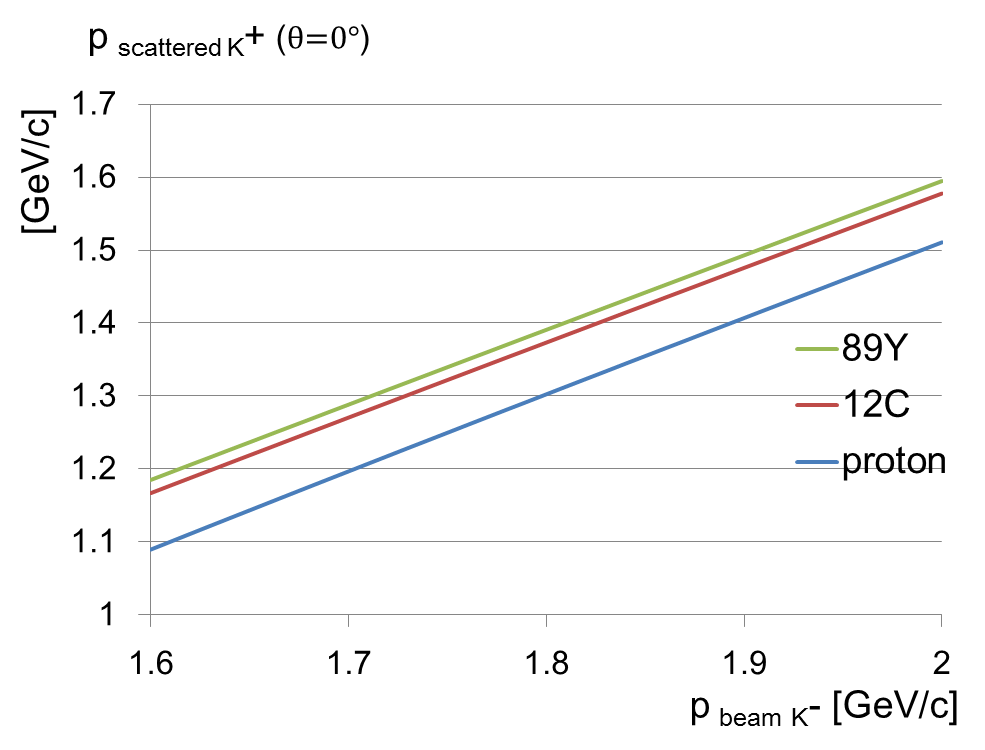 p scattered K+ (θ=0°)
[GeV/c]
1.7
1.6
1.5
1.4
1.3
1.2
1.1
1
89Y
12C
proton
1.6 1.7 1.8 1.9 2
p beam K- [GeV/c]